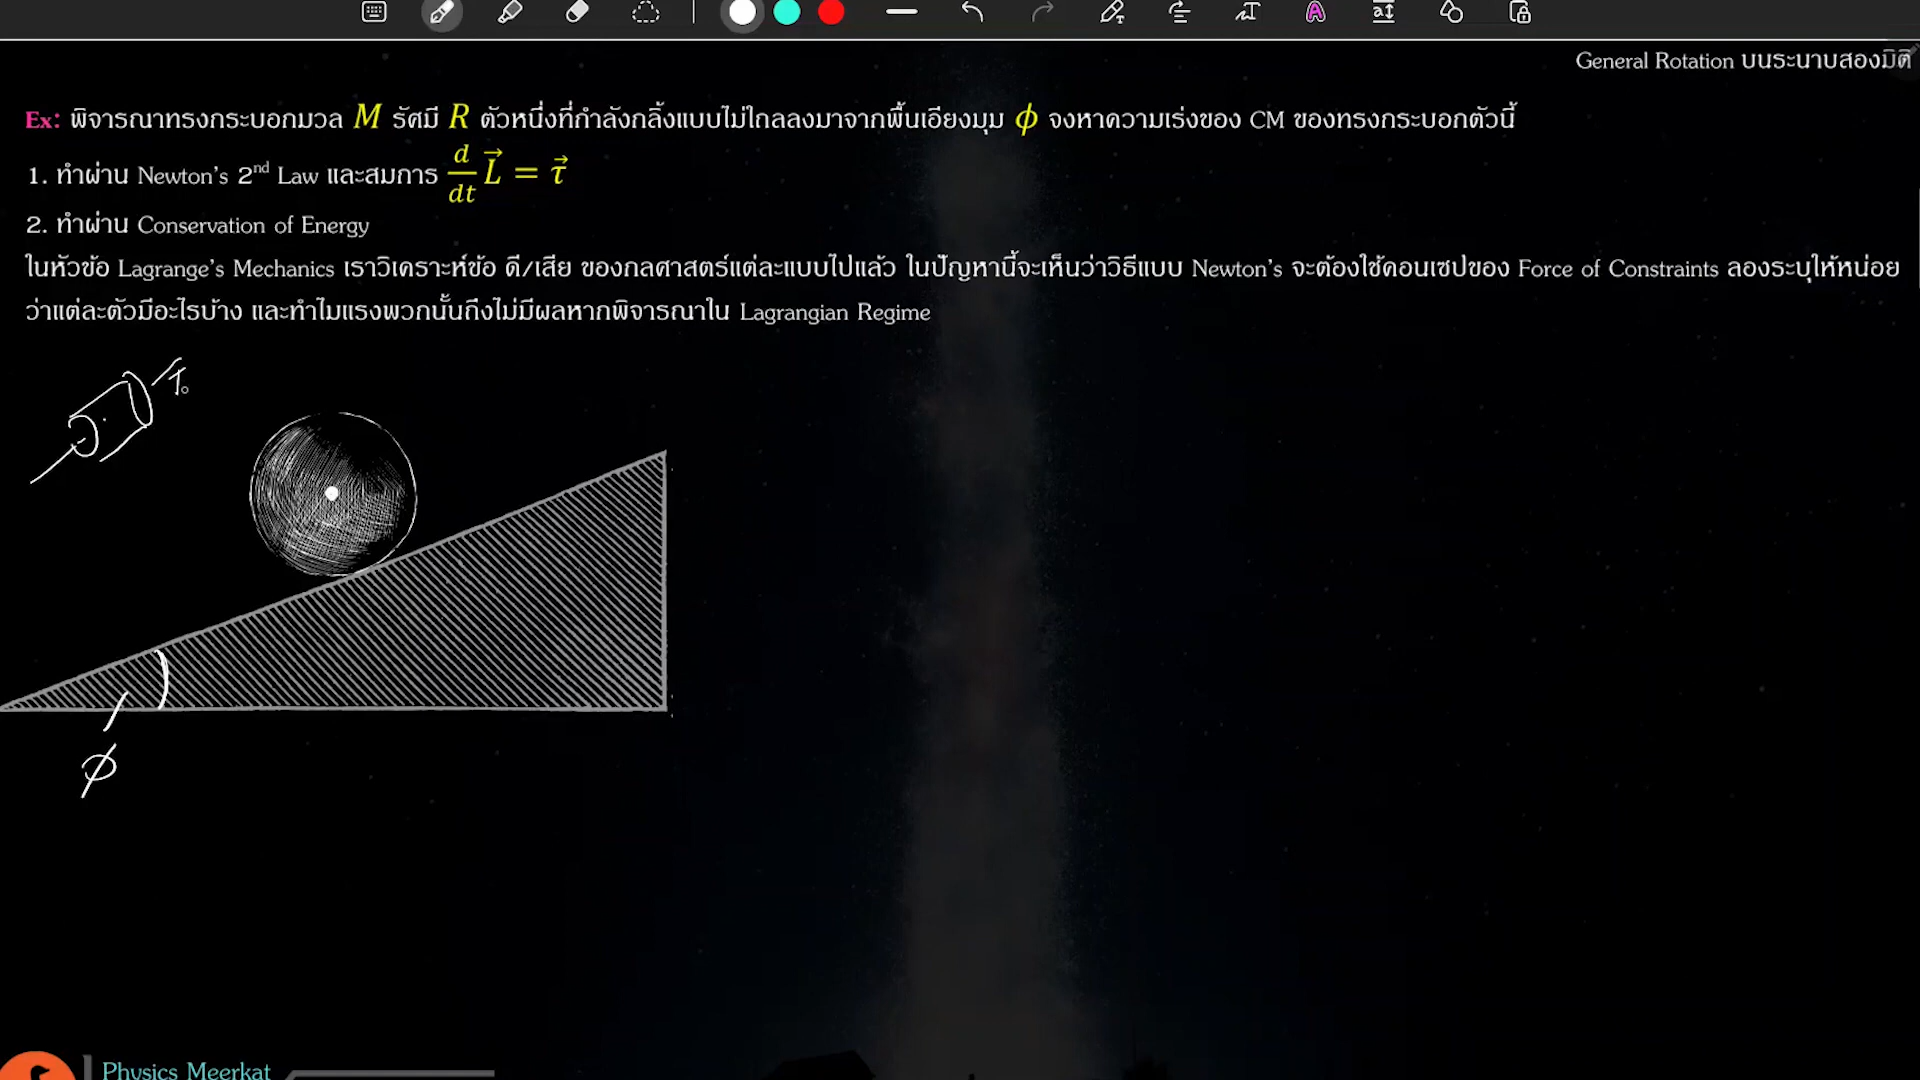 General Rotation บนระนาบสองมิติ
Ex: พิจารณาทรงกระบอกมวล M รัศมี R ตัวหนึ่งที่กำลังกลิ้งแบบไม่ไถลลงมาจากพื้นเอียงมุม ϕ จงหาความเร่งของ CM ของทรงกระบอกตัวนี้
1. ทำผ่าน Newton's 2nd Law และสมการ d/dt L⃗ = τ⃗
2. ทำผ่าน Conservation of Energy
ในหัวข้อ Lagrange's Mechanics เราวิเคราะห์ข้อ ดี/เสีย ของกลศาสตร์แต่ละแบบไปแล้ว ในปัญหานี้จะเห็นว่าวิธีแบบ Newton's จะต้องใช้คอนเซปของ Force of Constraints ลองระบุให้หน่อย
ว่าแต่ละตัวมีอะไรบ้าง และทำไมแรงพวกนั้นถึงไม่มีผลหากพิจารณาใน Lagrangian Regime
ϕ
Physics Meerkat